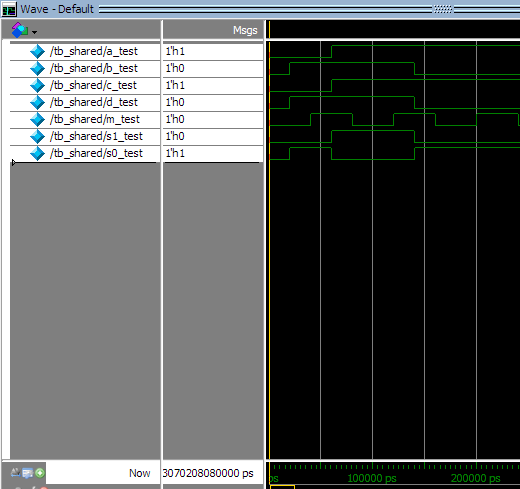 Wave - Default
Msgs
/tb_shared/a_test 1'h1
/tb_shared/b_test 1'h0
/tb_shared/c_test 1'h1
/tb_shared/d_test 1'h0
/tb_shared/m_test 1'h0
/tb_shared/s1_test 1'h0
/tb_shared/s0_test 1'h1
Now 3070208080000 ps ps 100000 ps 200000 ps